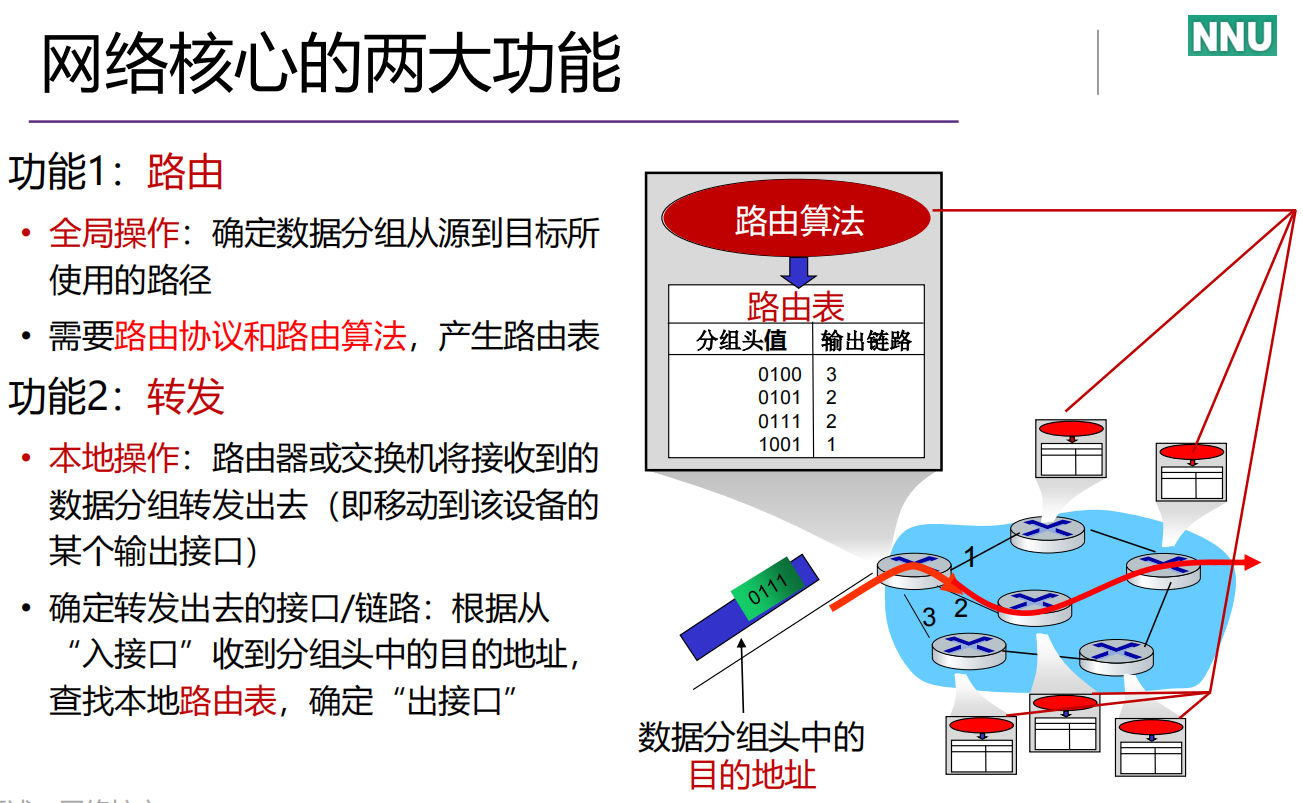 网络核心的两大功能
NNU
功能1：路由
• 全局操作：确定数据分组从源到目标所
使用的路径
• 需要路由协议和路由算法，产生路由表
功能2：转发
• 本地操作：路由器或交换机将接收到的
数据分组转发出去（即移动到该设备的
某个输出接口）
• 确定转发出去的接口/链路：根据从
“入接口”收到分组头中的目的地址，
查找本地路由表，确定“出接口”
路由算法
路由表
分组头值 输出链路
0100 3
0101 2
0111 2
1001 1
1
2
3
0111
数据分组头中的
目的地址